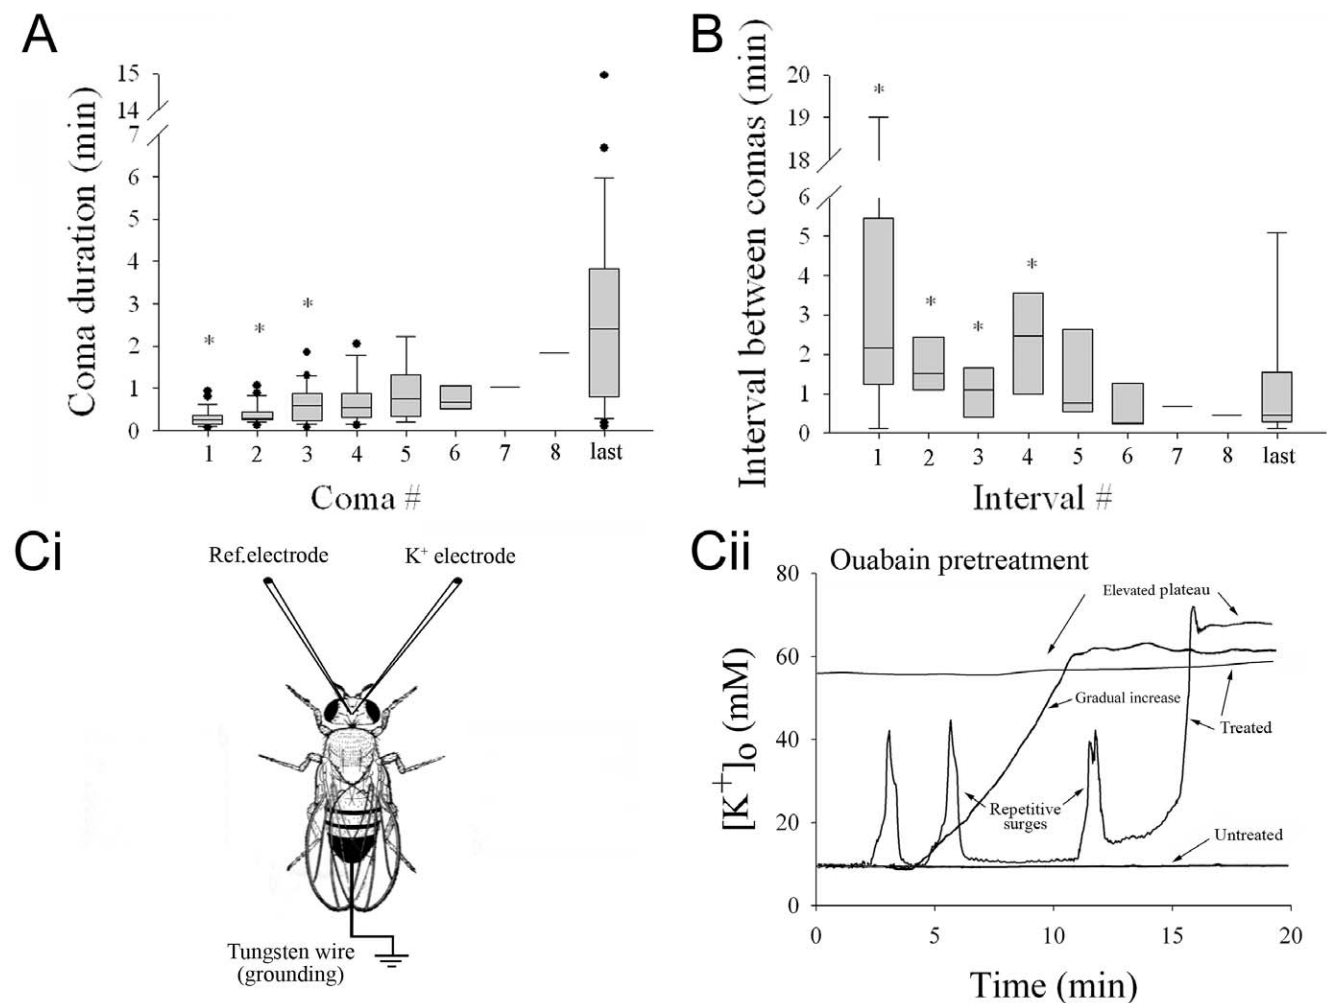 A
Coma duration (min)
15
14
7
6
5
4
3
2
1
0
*
*
*
1 2 3 4 5 6 7 8 last
Coma #
B
Interval between comas (min)
20
19
18
6
5
4
3
2
1
0
*
*
*
*
1 2 3 4 5 6 7 8 last
Interval #
Ci
Ref.electrode
K⁺ electrode
Tungsten wire
(grounding)
Cii
Ouabain pretreatment
[K⁺]o (mM)
80
60
40
20
0
Elevated plateau
Gradual increase
Treated
Repetitive
surges
Untreated
0 5 10 15 20
Time (min)